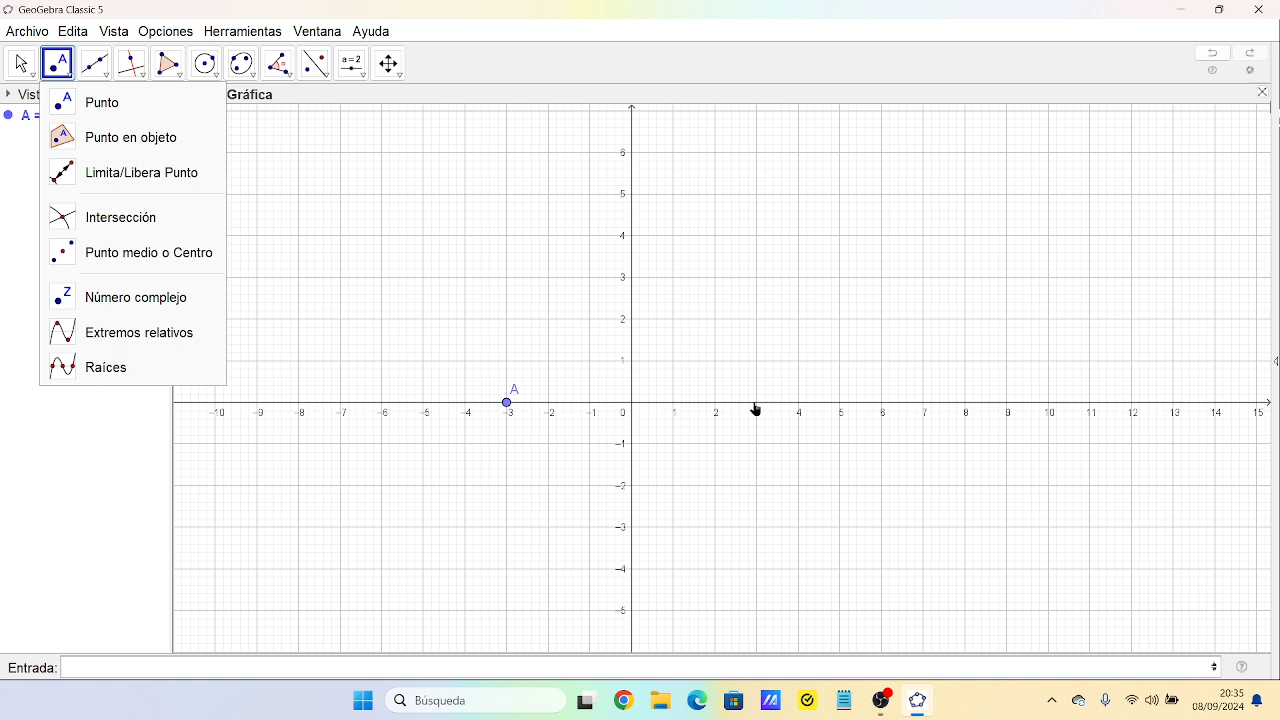 GeoGebra Classic 5
Archivo Edita Vista Opciones Herramientas Ventana Ayuda
A
a=2
Vist Gráfica
A =
A Punto
A Punto en objeto
Limita/Libera Punto
Intersección
Punto medio o Centro
Z Número complejo
Extremos relativos
Raíces
6
5
4
3
2
1
A
-10 -9 -8 -7 -6 -5 -4 -3 -2 -1 0 1 2 4 5 6 7 8 9 10 11 12 13 14 15
-1
-2
-3
-4
-5
Entrada:
Búsqueda
20:35
08/09/2024